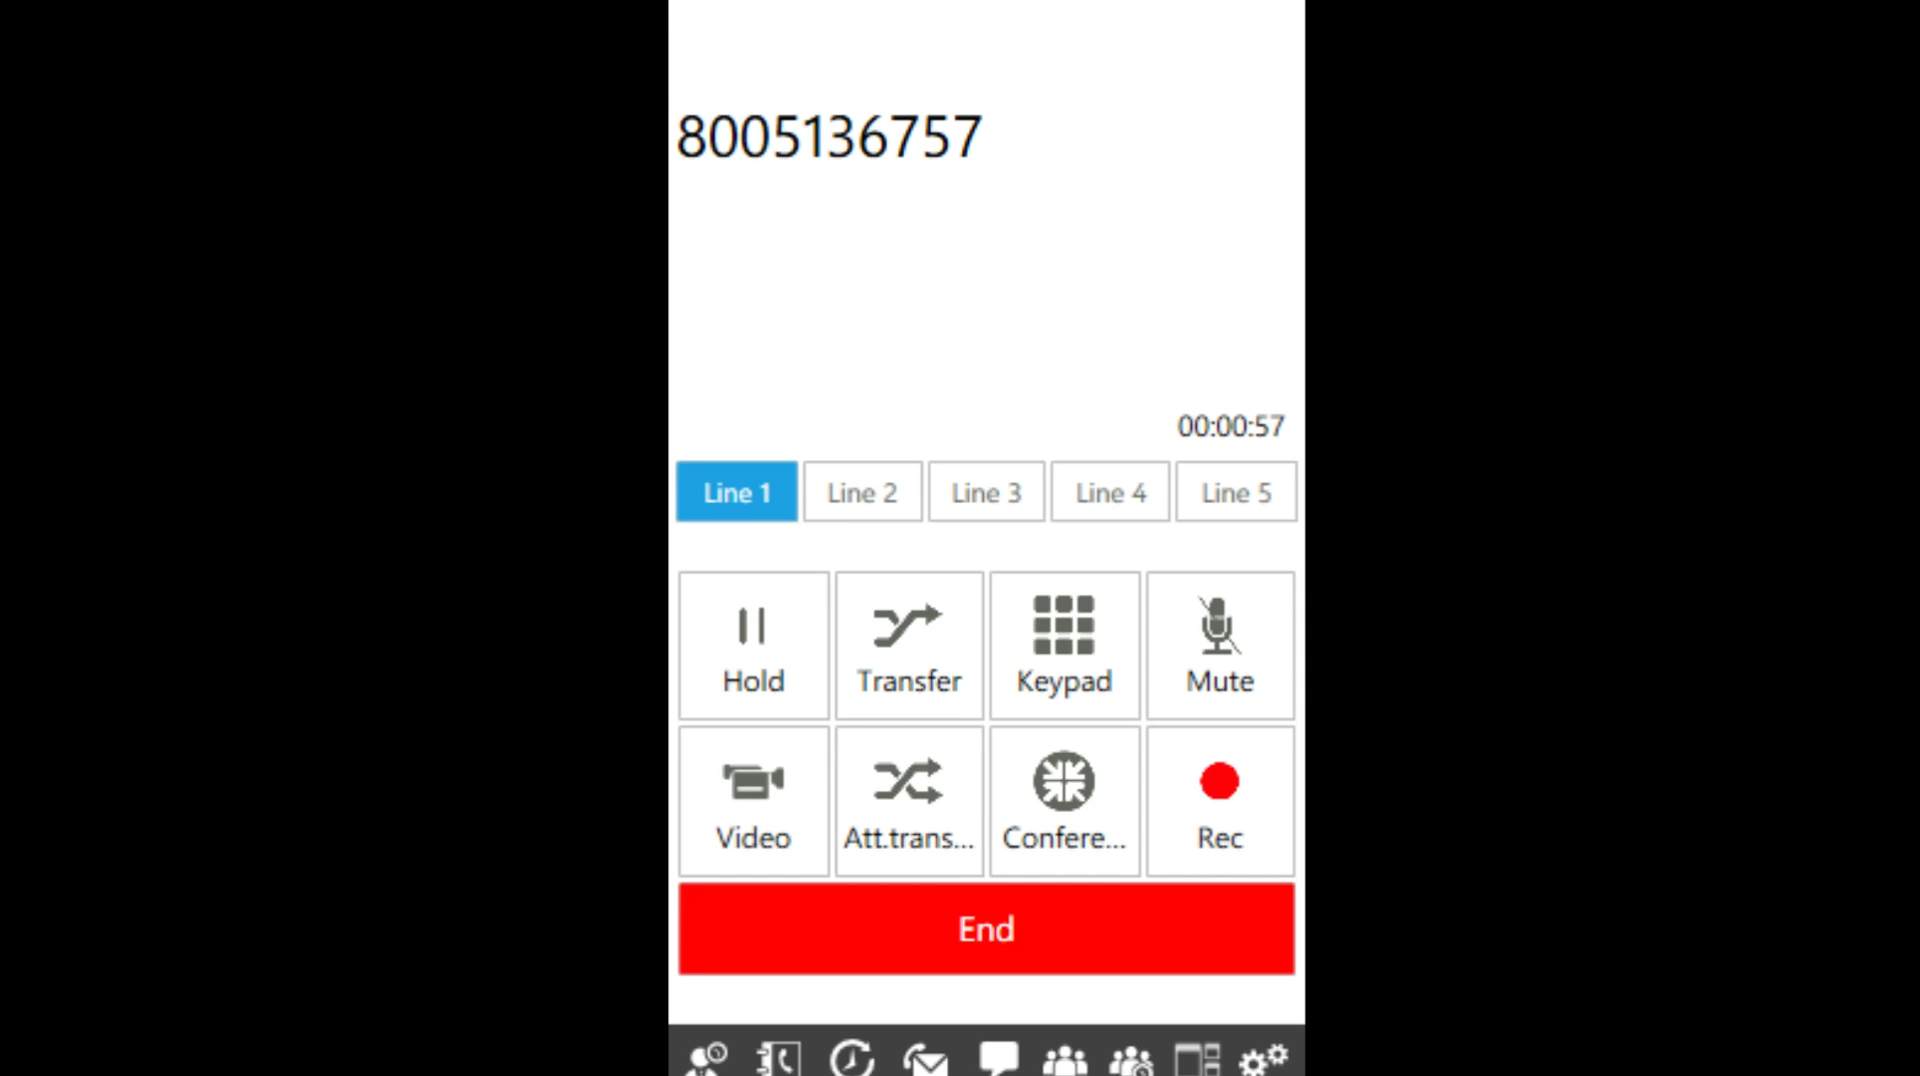 8005136757
00:00:57
Line 1 Line 2 Line 3 Line 4 Line 5
Hold Transfer Keypad Mute
Video Att.trans... Confere... Rec
End